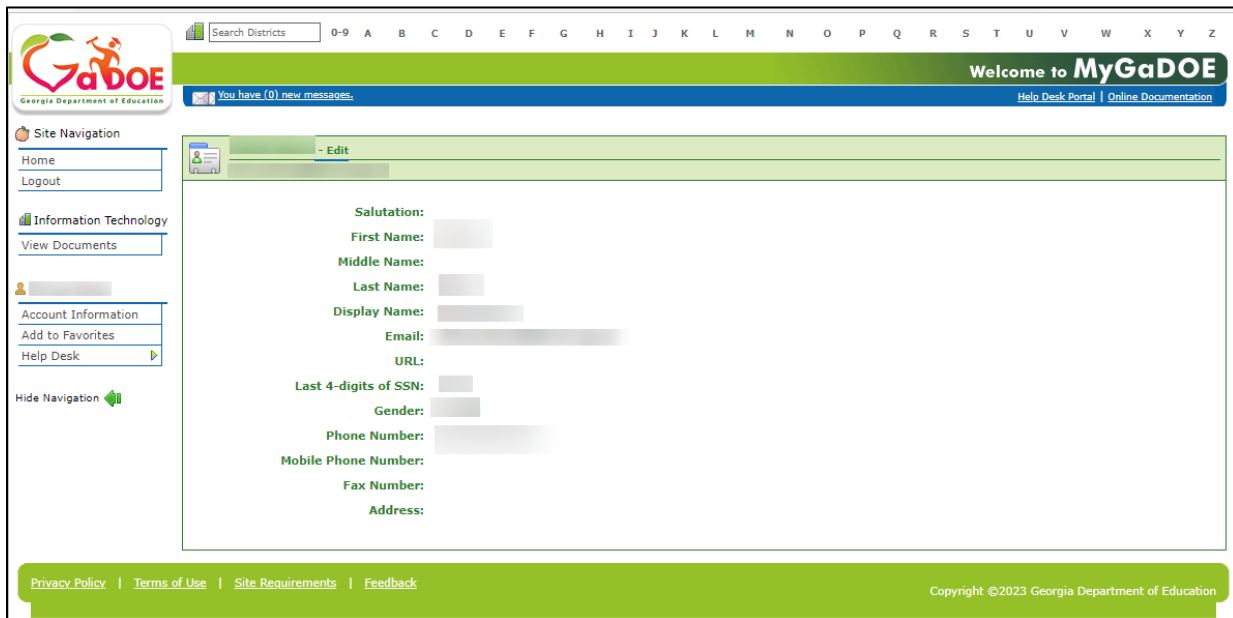 Search Districts 0-9 A B C D E F G H I J K L M N O P Q R S T U V W X Y Z
GaDOE
Georgia Department of Education
Welcome to MyGaDOE
You have (0) new messages.
Help Desk Portal | Online Documentation
Site Navigation
Home
Logout
Information Technology
View Documents
Account Information
Add to Favorites
Help Desk
Hide Navigation
- Edit
Salutation:
First Name:
Middle Name:
Last Name:
Display Name:
Email:
URL:
Last 4-digits of SSN:
Gender:
Phone Number:
Mobile Phone Number:
Fax Number:
Address:
Privacy Policy | Terms of Use | Site Requirements | Feedback
Copyright ©2023 Georgia Department of Education